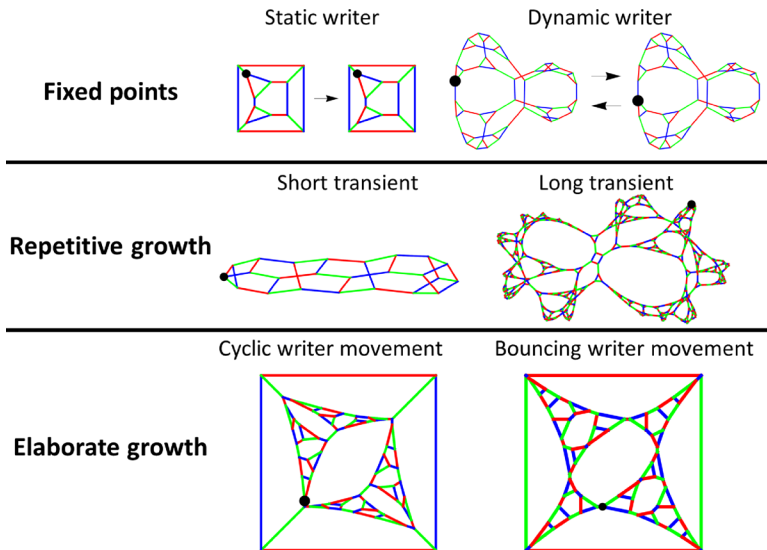 Static writer
Dynamic writer
Fixed points
Short transient
Long transient
Repetitive growth
Cyclic writer movement
Bouncing writer movement
Elaborate growth